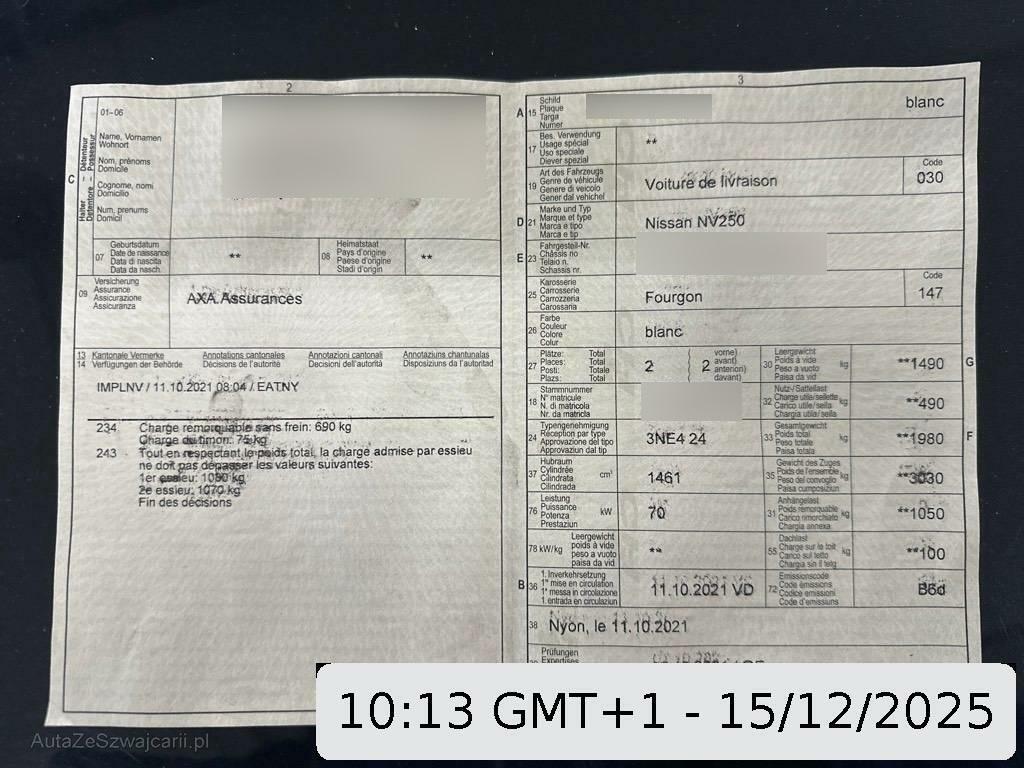 2
01-06
Halter – Détenteur
Detentore – Possessur
C
Name, Vornamen
Wohnort
Nom, prénoms
Domicile
Cognome, nomi
Domicilio
Num, prenums
Domicil
07
Geburtsdatum
Date de naissance
Data di nascita
Data da nasch.
**
08
Heimatstaat
Pays d'origine
Paese d'origine
Stadi d'origin
**
09
Versicherung
Assurance
Assicurazione
Assicuranza
AXA Assurances
13 Kantonale Vermerke Annotations cantonales Annotazioni cantonali Annotaziuns chantunalas
14 Verfügungen der Behörde Décisions de l'autorité Decisioni dell'autorità Disposiziuns da l'autoritad
IMPLNV / 11.10.2021 08:04 / EATNY
234 Charge remorquable sans frein: 690 kg
Charge du timon: 75 kg
243 Tout en respectant le poids total, la charge admise par essieu
ne doit pas dépasser les valeurs suivantes:
1er essieu: 1090 kg
2e essieu: 1070 kg
Fin des décisions
3
A 15
Schild
Plaque
Targa
Numer
blanc
17
Bes. Verwendung
Usage spécial
Uso speciale
Diever spezial
**
19
Art des Fahrzeugs
Genre de véhicule
Genere di veicolo
Gener dal vehichel
Voiture de livraison
Code
030
D 21
Marke und Typ
Marque et type
Marca e tipo
Marca e tip
Nissan NV250
E 23
Fahrgestell-Nr.
Châssis no
Telaio n.
Schassis nr.
25
Karosserie
Carrosserie
Carrozzeria
Carossaria
Fourgon
Code
147
26
Farbe
Couleur
Colore
Colur
blanc
27
Plätze: Total
Places: Total
Posti: Totale
Plazs: Total
2
2
vorne)
avant)
anteriori)
davant)
30
Leergewicht
Poids à vide
Peso a vuoto
Paisa da vid
kg
**1490
G
18
Stammnummer
N° matricule
N. di matricola
Nr. da matricla
32
Nutz-/Sattellast
Charge utile/sellette
Carico utile/sella
Chargia utila/sella
kg
**490
24
Typengenehmigung
Réception par type
Approvazione del tipo
Approvaziun dal tip
3NE4 24
33
Gesamtgewicht
Poids total
Peso totale
Paisa totala
kg
**1980
F
37
Hubraum
Cylindrée
Cilindrata
Cilindrada
cm³
1461
35
Gewicht des Zuges
Poids de l'ensemble
Peso del convoglio
Paisa cumposiziun
kg
**3030
76
Leistung
Puissance
Potenza
Prestaziun
kW
70
31
Anhängelast
Poids remorquable
Carico rimorchiato
Chargia annexa
kg
**1050
78 kW/kg
Leergewicht
poids à vide
peso a vuoto
paisa da vid
**
55
Dachlast
Charge sur le toit
Carico sul tetto
Chargia sin il tetg
kg
**100
B 36
1. Inverkehrsetzung
1re mise en circulation
1a messa in circolazione
1. entrada en circulaziun
11.10.2021 VD
72
Emissionscode
Code émissions
Codice emissioni
Code d'emissiuns
B6d
38
Nyon, le 11.10.2021
Prüfungen
Expertises
AutaZeSzwajcarii.pl
10:13 GMT+1 - 15/12/2025